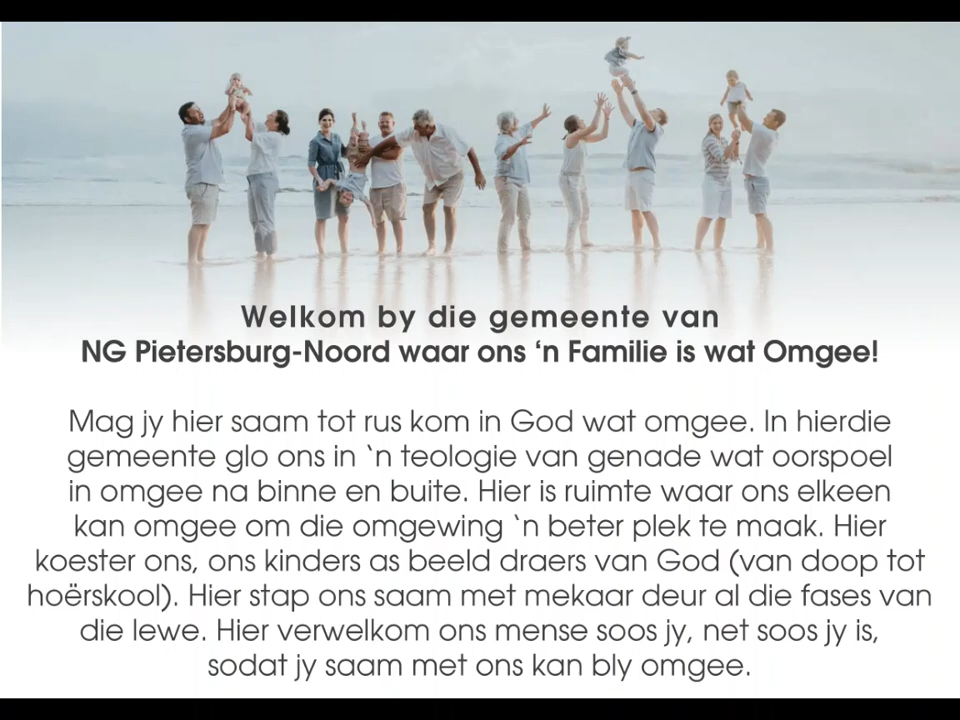 Welkom by die gemeente van
NG Pietersburg-Noord waar ons ‘n Familie is wat Omgee!
Mag jy hier saam tot rus kom in God wat omgee. In hierdie
gemeente glo ons in `n teologie van genade wat oorspoel
in omgee na binne en buite. Hier is ruimte waar ons elkeen
kan omgee om die omgewing `n beter plek te maak. Hier
koester ons, ons kinders as beeld draers van God (van doop tot
hoërskool). Hier stap ons saam met mekaar deur al die fases van
die lewe. Hier verwelkom ons mense soos jy, net soos jy is,
sodat jy saam met ons kan bly omgee.